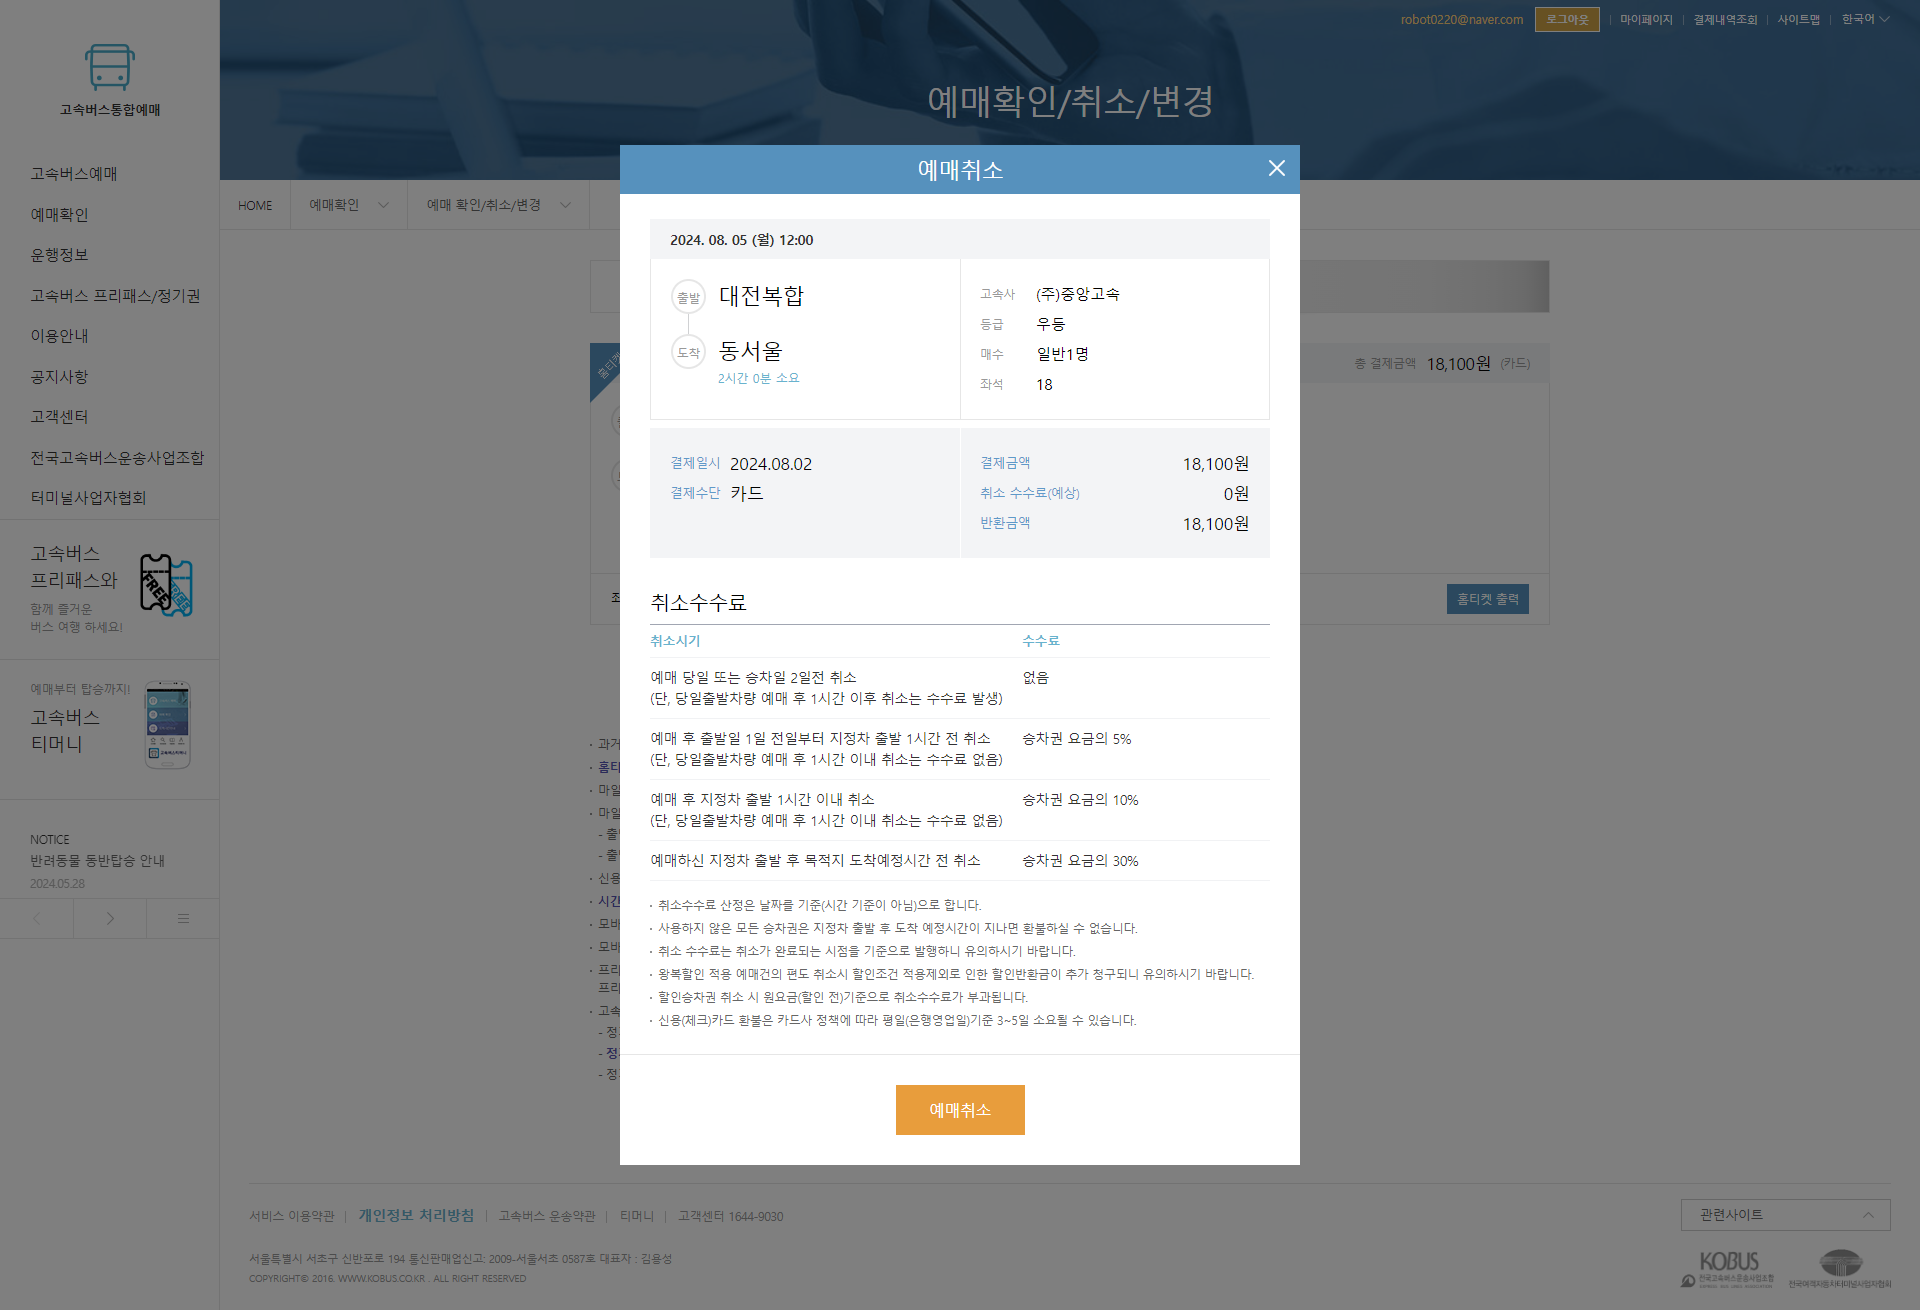 robot0220@naver.com
로그아웃
마이페이지
결제내역조회
사이트맵
한국어
고속버스통합예매
예매확인/취소/변경
고속버스예매
예매확인
운행정보
고속버스 프리패스/정기권
이용안내
공지사항
고객센터
전국고속버스운송사업조합
터미널사업자협회
고속버스
프리패스와
함께 즐거운
버스 여행 하세요!
FREE
FREE
예매부터 탑승까지!
고속버스
티머니
NOTICE
반려동물 동반탑승 안내
2024.05.28
HOME
예매확인
예매 확인/취소/변경
총 결제금액 18,100원 (카드)
홈티켓 출력
예매취소
2024. 08. 05 (월) 12:00
출발 대전복합
도착 동서울
2시간 0분 소요
고속사 (주)중앙고속
등급 우등
매수 일반1명
좌석 18
결제일시 2024.08.02
결제수단 카드
결제금액 18,100원
취소 수수료(예상) 0원
반환금액 18,100원
취소수수료
취소시기 수수료
예매 당일 또는 승차일 2일전 취소 없음
(단, 당일출발차량 예매 후 1시간 이후 취소는 수수료 발생)
예매 후 출발일 1일 전일부터 지정차 출발 1시간 전 취소 승차권 요금의 5%
(단, 당일출발차량 예매 후 1시간 이내 취소는 수수료 없음)
예매 후 지정차 출발 1시간 이내 취소 승차권 요금의 10%
(단, 당일출발차량 예매 후 1시간 이내 취소는 수수료 없음)
예매하신 지정차 출발 후 목적지 도착예정시간 전 취소 승차권 요금의 30%
· 취소수수료 산정은 날짜를 기준(시간 기준이 아님)으로 합니다.
· 사용하지 않은 모든 승차권은 지정차 출발 후 도착 예정시간이 지나면 환불하실 수 없습니다.
· 취소 수수료는 취소가 완료되는 시점을 기준으로 발행하니 유의하시기 바랍니다.
· 왕복할인 적용 예매건의 편도 취소시 할인조건 적용제외로 인한 할인반환금이 추가 청구되니 유의하시기 바랍니다.
· 할인승차권 취소 시 원요금(할인 전)기준으로 취소수수료가 부과됩니다.
· 신용(체크)카드 환불은 카드사 정책에 따라 평일(은행영업일)기준 3~5일 소요될 수 있습니다.
예매취소
서비스 이용약관
개인정보 처리방침
고속버스 운송약관
티머니
고객센터 1644-9030
서울특별시 서초구 신반포로 194 통신판매업신고: 2009-서울서초 0587호 대표자 : 김용성
COPYRIGHT© 2016. WWW.KOBUS.CO.KR . ALL RIGHT RESERVED
관련사이트
KOBUS
전국고속버스운송사업조합
전국여객자동차터미널사업자협회